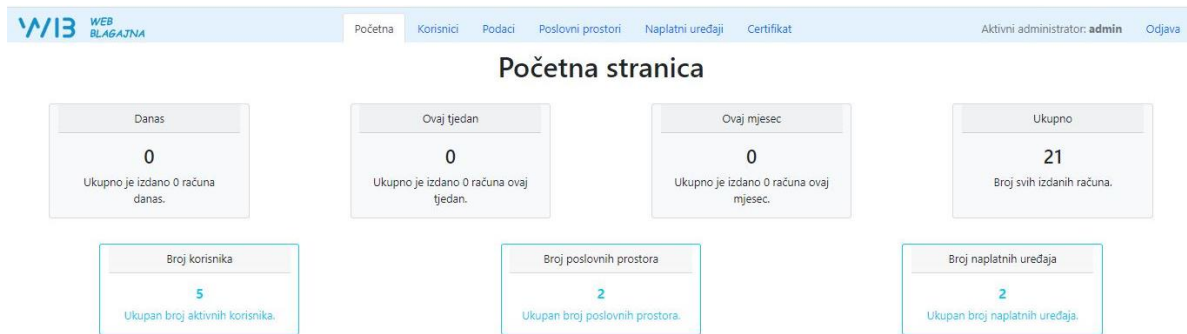 WB WEB
BLAGAJNA
Početna Korisnici Podaci Poslovni prostori Naplatni uređaji Certifikat Aktivni administrator: admin Odjava
Početna stranica
Danas
0
Ukupno je izdano 0 računa
danas.
Ovaj tjedan
0
Ukupno je izdano 0 računa ovaj
tjedan.
Ovaj mjesec
0
Ukupno je izdano 0 računa ovaj
mjesec.
Ukupno
21
Broj svih izdanih računa.
Broj korisnika
5
Ukupan broj aktivnih korisnika.
Broj poslovnih prostora
2
Ukupan broj poslovnih prostora.
Broj naplatnih uređaja
2
Ukupan broj naplatnih uređaja.